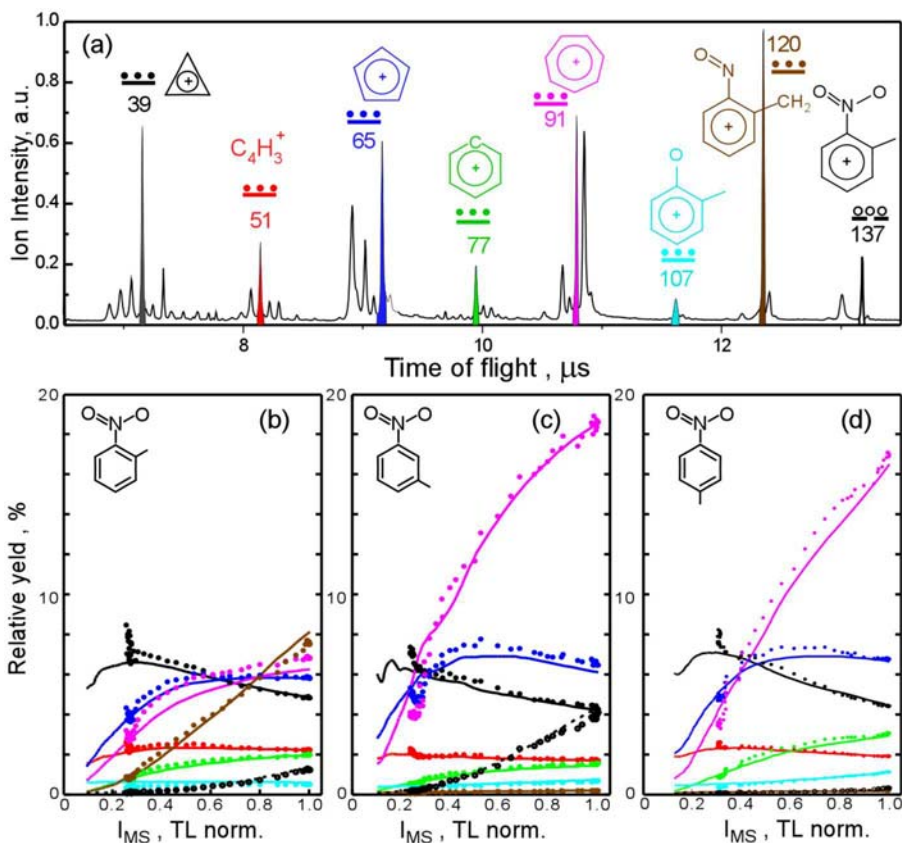 (a)
Ion Intensity, a.u.
1.0
0.8
0.6
0.4
0.2
0.0
39
+
C4H3+
51
65
+
C
+
77
91
+
O
+
107
120
O
N
CH2
+
O
N
O
+
137
8
10
12
Time of flight , μs
Relative yeld , %
20
10
0
(b)
O
N
O
0.2
0.4
0.6
0.8
1.0
IMS , TL norm.
20
10
0
(c)
O
N
O
0.2
0.4
0.6
0.8
1.0
IMS , TL norm.
20
10
0
(d)
O
N
O
0.2
0.4
0.6
0.8
1.0
IMS , TL norm.